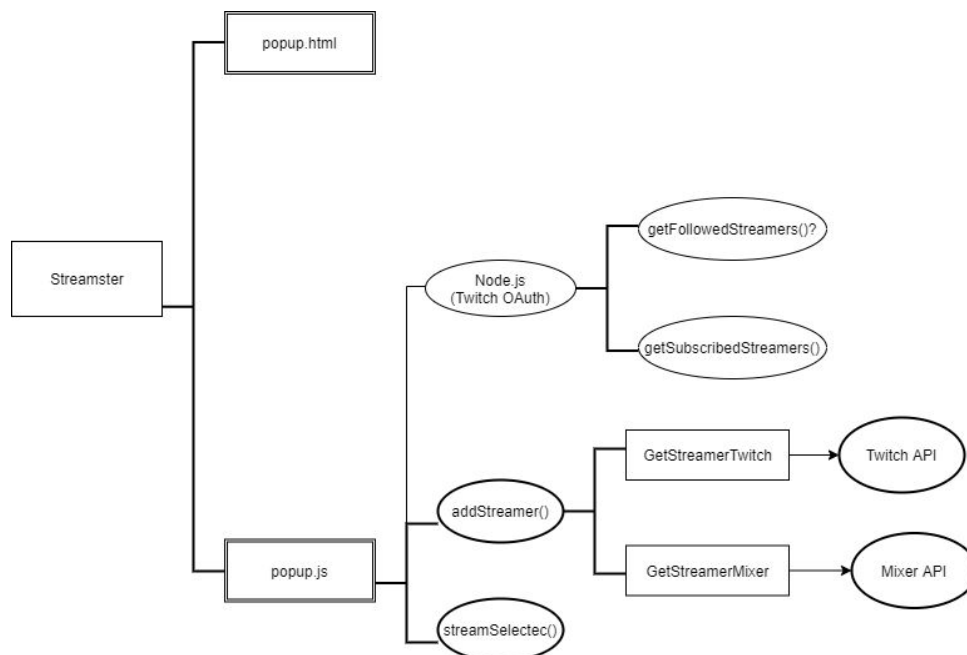 popup.html
Streamster
getFollowedStreamers()?
Node.js
(Twitch OAuth)
getSubscribedStreamers()
GetStreamerTwitch
Twitch API
addStreamer()
popup.js
GetStreamerMixer
Mixer API
streamSelectec()